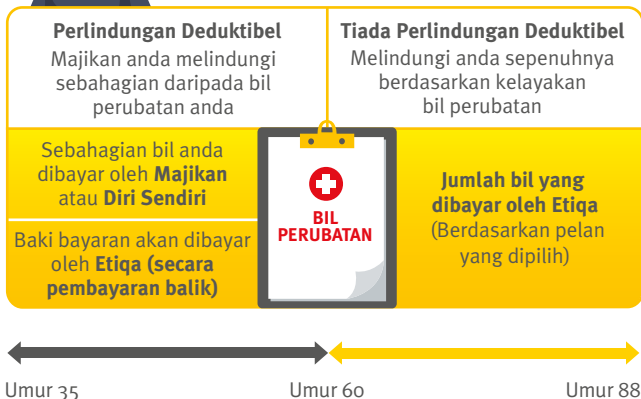 Perlindungan Deduktibel
Majikan anda melindungi
sebahagian daripada bil
perubatan anda
Tiada Perlindungan Deduktibel
Melindungi anda sepenuhnya
berdasarkan kelayakan
bil perubatan
Sebahagian bil anda
dibayar oleh Majikan
atau Diri Sendiri
Baki bayaran akan dibayar
oleh Etiqa (secara
pembayaran balik)
BIL
PERUBATAN
Jumlah bil yang
dibayar oleh Etiqa
(Berdasarkan pelan
yang dipilih)
Umur 35
Umur 60
Umur 88